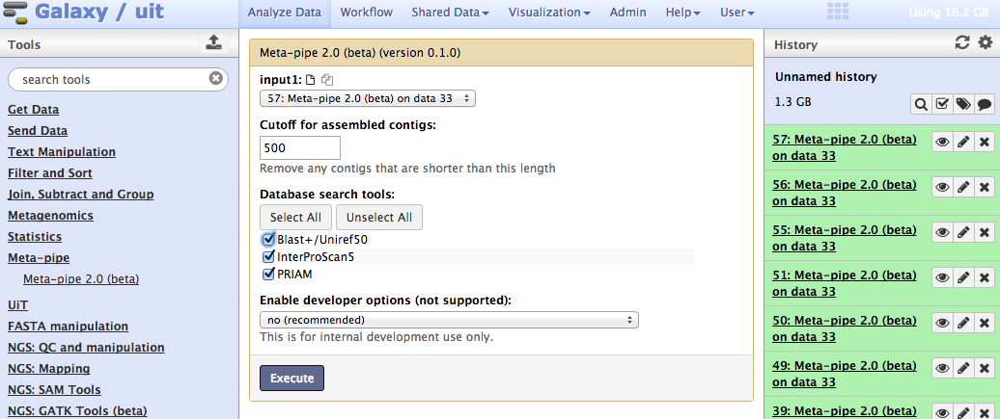 Galaxy / uit
Analyze Data
Workflow
Shared Data
Visualization
Admin
Help
User
Using 16.2 GB
Tools
search tools
Get Data
Send Data
Text Manipulation
Filter and Sort
Join, Subtract and Group
Metagenomics
Statistics
Meta-pipe
Meta-pipe 2.0 (beta)
UiT
FASTA manipulation
NGS: QC and manipulation
NGS: Mapping
NGS: SAM Tools
NGS: GATK Tools (beta)
Meta-pipe 2.0 (beta) (version 0.1.0)
input1:
57: Meta-pipe 2.0 (beta) on data 33
Cutoff for assembled contigs:
500
Remove any contigs that are shorter than this length
Database search tools:
Select All
Unselect All
Blast+/Uniref50
InterProScan5
PRIAM
Enable developer options (not supported):
no (recommended)
This is for internal development use only.
Execute
History
Unnamed history
1.3 GB
57: Meta-pipe 2.0 (beta)
on data 33
56: Meta-pipe 2.0 (beta)
on data 33
55: Meta-pipe 2.0 (beta)
on data 33
51: Meta-pipe 2.0 (beta)
on data 33
50: Meta-pipe 2.0 (beta)
on data 33
49: Meta-pipe 2.0 (beta)
on data 33
39: Meta-pipe 2.0 (beta)